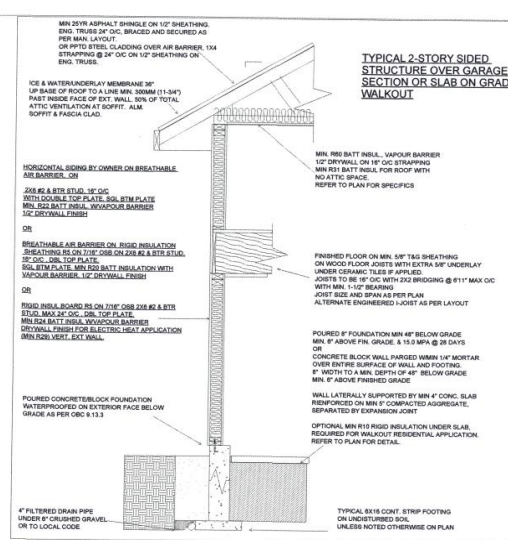 MIN 25YR ASPHALT SHINGLE ON 1/2" SHEATHING.
ENG. TRUSS 24" O/C, BRACED AND SECURED AS
PER MAN. LAYOUT.
OR PPTD STEEL CLADDING OVER AIR BARRIER, 1X4
STRAPPING @ 24" O/C ON 1/2" SHEATHING ON
ENG. TRUSS.
TYPICAL 2-STORY SIDED
STRUCTURE OVER GARAGE
SECTION OR SLAB ON GRAD
WALKOUT
ICE & WATER/UNDERLAY MEMBRANE 36"
UP BASE OF ROOF TO A LINE MIN. 300MM (11-3/4")
PAST INSIDE FACE OF EXT. WALL. 50% OF TOTAL
ATTIC VENTILATION AT SOFFIT. ALM.
SOFFIT & FASCIA CLAD.
MIN. R60 BATT INSUL., VAPOUR BARRIER
1/2" DRYWALL ON 16" O/C STRAPPING
MIN R31 BATT INSUL FOR ROOF WITH
NO ATTIC SPACE.
REFER TO PLAN FOR SPECIFICS
HORIZONTAL SIDING BY OWNER ON BREATHABLE
AIR BARRIER, ON
2X6 #2 & BTR STUD, 16" O/C
WITH DOUBLE TOP PLATE, SGL BTM PLATE
MIN. R22 BATT INSUL. W/VAPOUR BARRIER
1/2" DRYWALL FINISH
OR
BREATHABLE AIR BARRIER ON RIGID INSULATION
SHEATHING R5 ON 7/16" OSB ON 2X6 #2 & BTR STUD,
16" O/C, DBL TOP PLATE,
SGL BTM PLATE, MIN R20 BATT INSULATION WITH
VAPOUR BARRIER, 1/2" DRYWALL FINISH
OR
RIGID INSUL BOARD R5 ON 7/16" OSB 2X6 #2 & BTR
STUD, MAX 24" O/C, DBL TOP PLATE,
MIN R24 BATT INSUL W/VAPOUR BARRIER
DRYWALL FINISH FOR ELECTRIC HEAT APPLICATION
(MIN R29) VERT. EXT WALL.
FINISHED FLOOR ON MIN. 5/8" T&G SHEATHING
ON WOOD FLOOR JOISTS WITH EXTRA 5/8" UNDERLAY
UNDER CERAMIC TILES IF APPLIED.
JOISTS TO BE 16" O/C WITH 2X2 BRIDGING @ 6'11" MAX O/C
WITH MIN. 1-1/2" BEARING
JOIST SIZE AND SPAN AS PER PLAN
ALTERNATE ENGINEERED I-JOIST AS PER LAYOUT
POURED 8" FOUNDATION MIN 48" BELOW GRADE
MIN. 6" ABOVE FIN. GRADE. & 15.0 MPA @ 28 DAYS
OR
CONCRETE BLOCK WALL PARGED W/MIN 1/4" MORTAR
OVER ENTIRE SURFACE OF WALL AND FOOTING.
8" WIDTH TO A MIN. DEPTH OF 48" BELOW GRADE
MIN. 6" ABOVE FINISHED GRADE
WALL LATERALLY SUPPORTED BY MIN 4" CONC. SLAB
RIENFORCED ON MIN 5" COMPACTED AGGREGATE,
SEPARATED BY EXPANSION JOINT
OPTIONAL MIN R10 RIGID INSULATION UNDER SLAB,
REQUIRED FOR WALKOUT RESIDENTIAL APPLICATION.
REFER TO PLAN FOR DETAIL.
POURED CONCRETE/BLOCK FOUNDATION
WATERPROOFED ON EXTERIOR FACE BELOW
GRADE AS PER OBC 9.13.3
4" FILTERED DRAIN PIPE
UNDER 6" CRUSHED GRAVEL
OR TO LOCAL CODE
TYPICAL 6X16 CONT. STRIP FOOTING
ON UNDISTURBED SOIL
UNLESS NOTED OTHERWISE ON PLAN